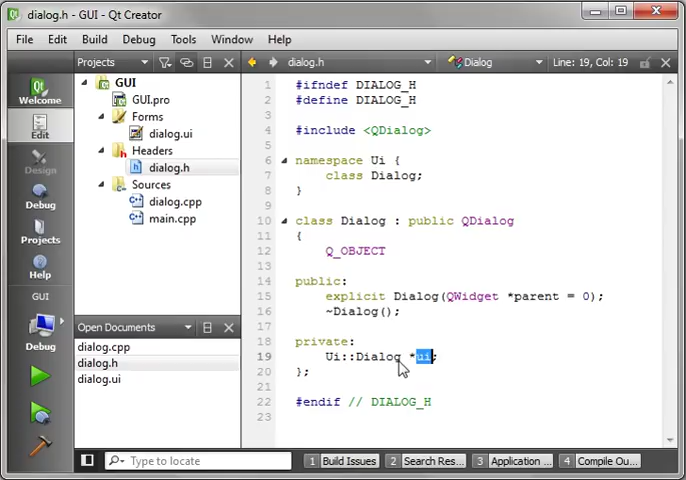 dialog.h - GUI - Qt Creator
File Edit Build Debug Tools Window Help
Projects
dialog.h
Dialog
Line: 19, Col: 19
Qt
Welcome
Edit
Design
Debug
Projects
Help
GUI
Debug
GUI
GUI.pro
Forms
dialog.ui
Headers
dialog.h
Sources
dialog.cpp
main.cpp
Open Documents
dialog.cpp
dialog.h
dialog.ui
1 #ifndef DIALOG_H
2 #define DIALOG_H
3
4 #include <QDialog>
5
6 namespace Ui {
7 class Dialog;
8 }
9
10 class Dialog : public QDialog
11 {
12 Q_OBJECT
13
14 public:
15 explicit Dialog(QWidget *parent = 0);
16 ~Dialog();
17
18 private:
19 Ui::Dialog *ui;
20 };
21
22 #endif // DIALOG_H
23
Type to locate
1 Build Issues
2 Search Res...
3 Application ...
4 Compile Ou...